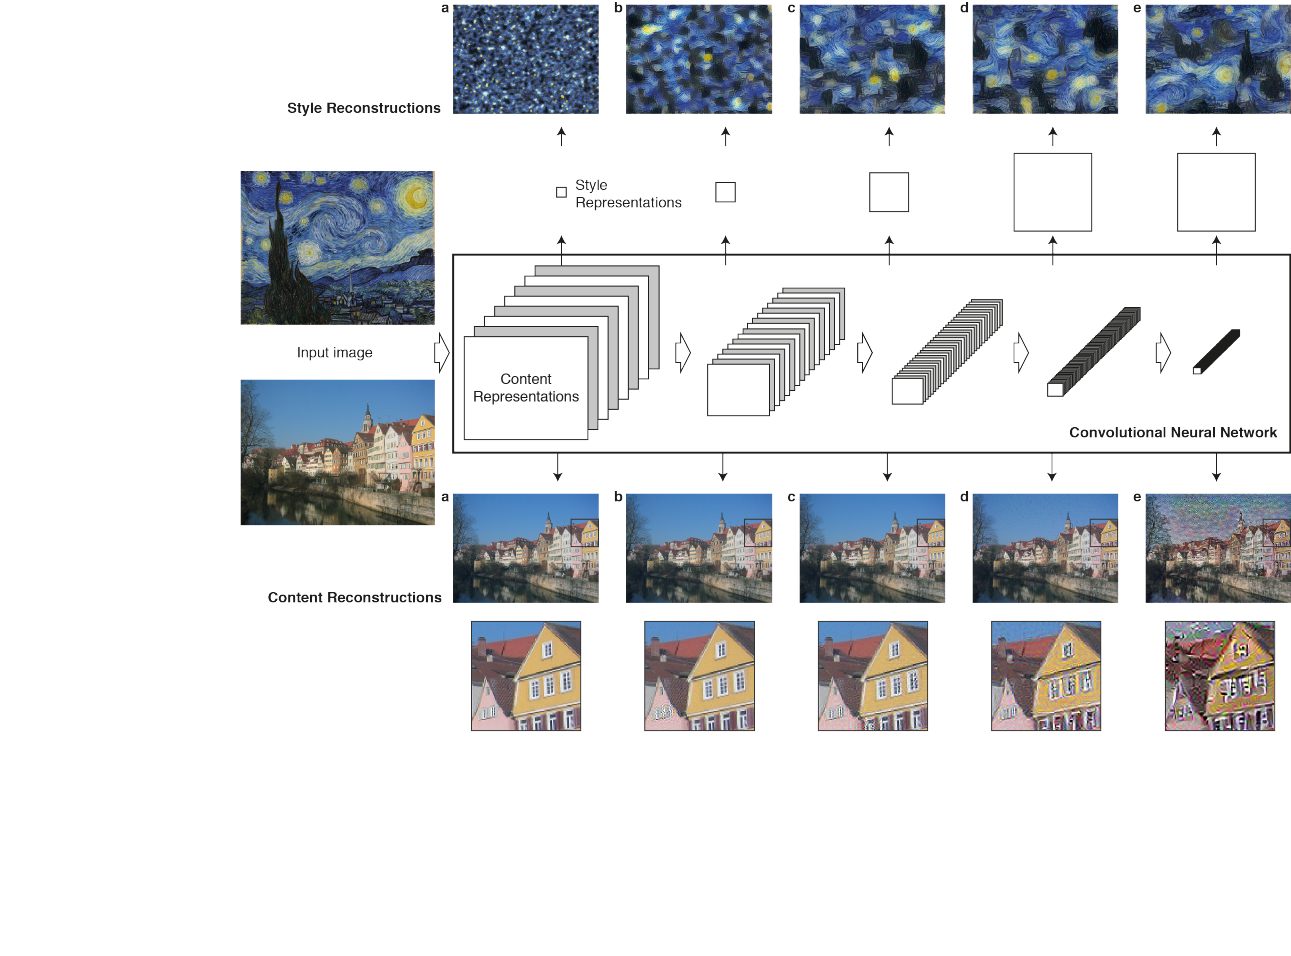 a
b
c
d
e
Style Reconstructions
Style
Representations
Input image
Content
Representations
Convolutional Neural Network
a
b
c
d
e
Content Reconstructions